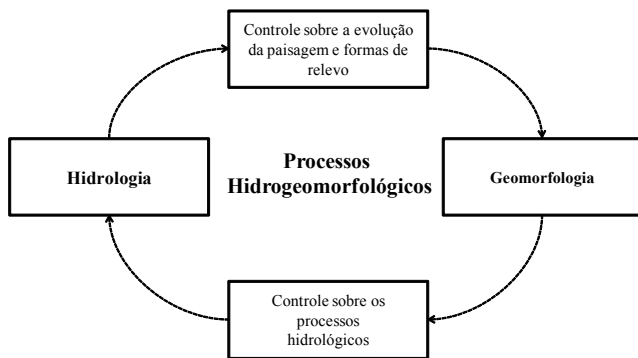 Controle sobre a evolução
da paisagem e formas de
relevo
Hidrologia
Processos
Hidrogeomorfológicos
Geomorfologia
Controle sobre os
processos
hidrológicos